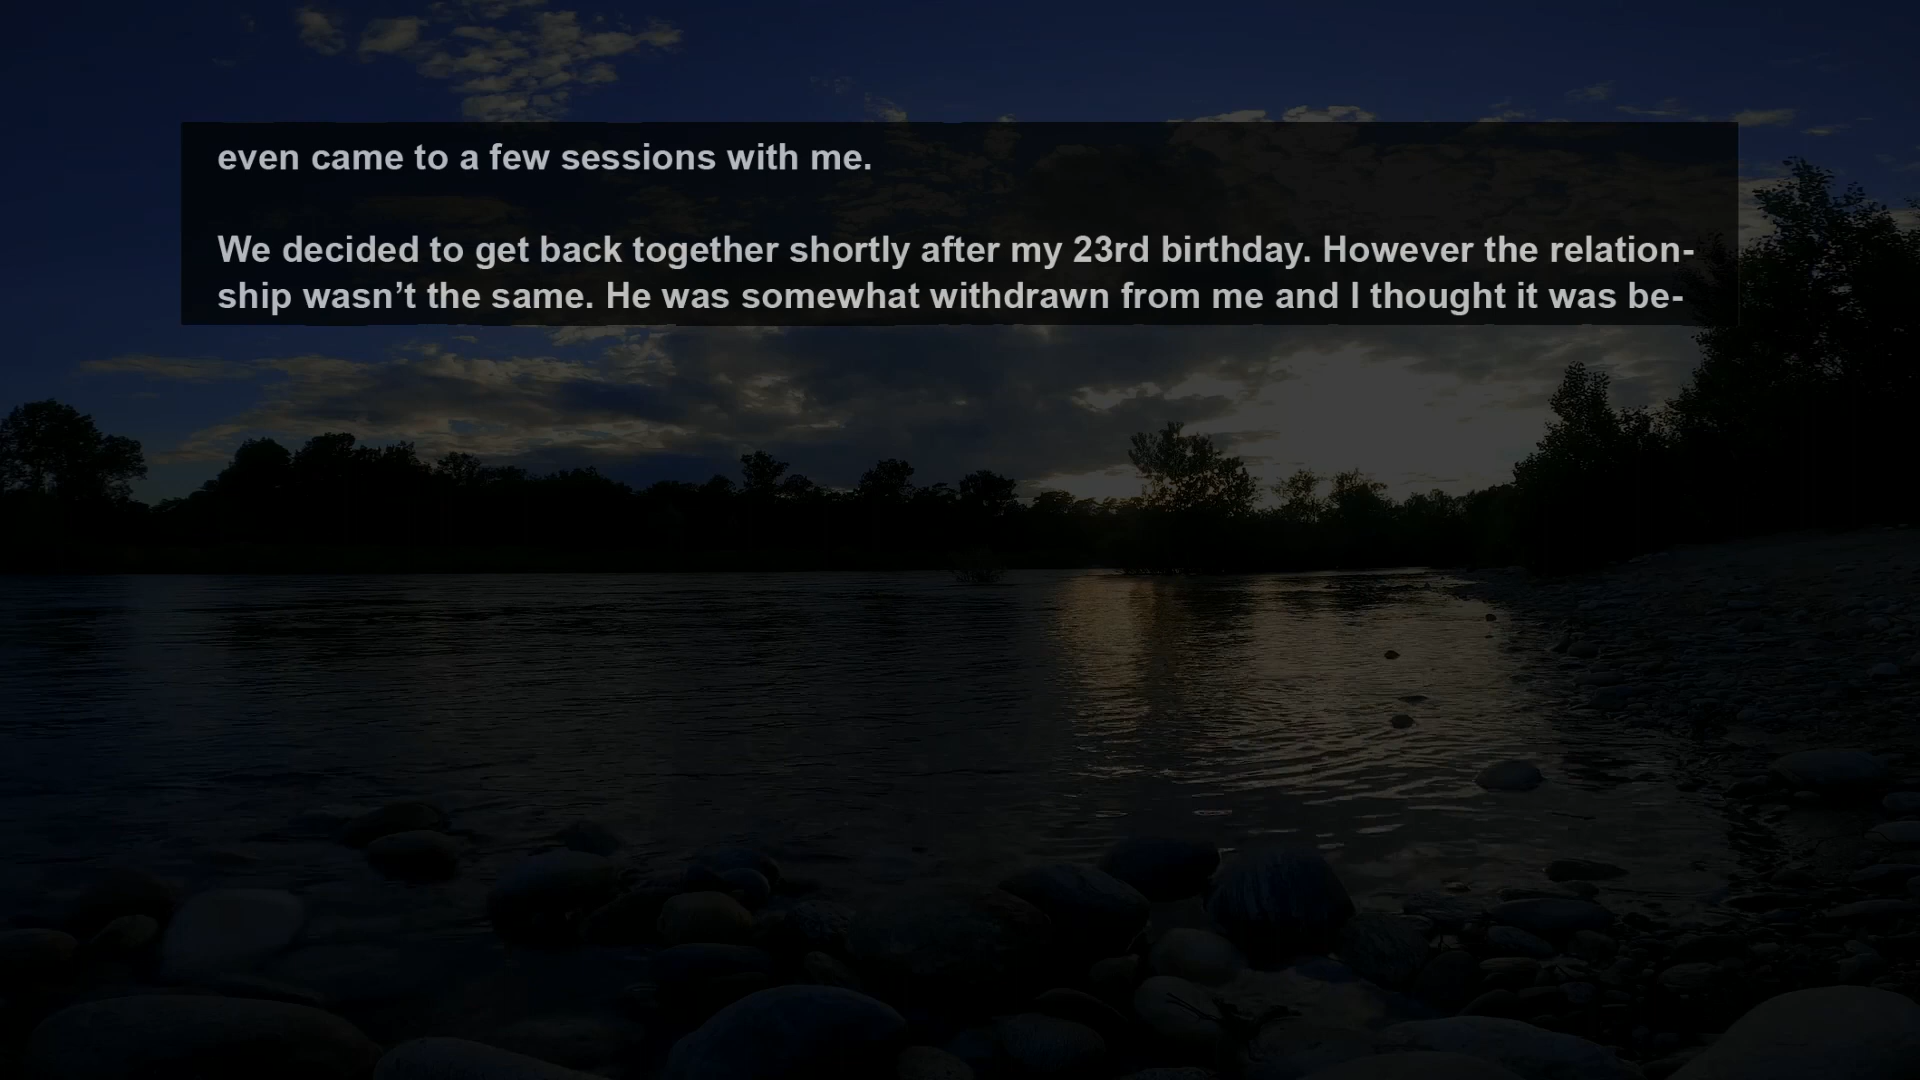 even came to a few sessions with me.
We decided to get back together shortly after my 23rd birthday. However the relation-
ship wasn’t the same. He was somewhat withdrawn from me and I thought it was be-